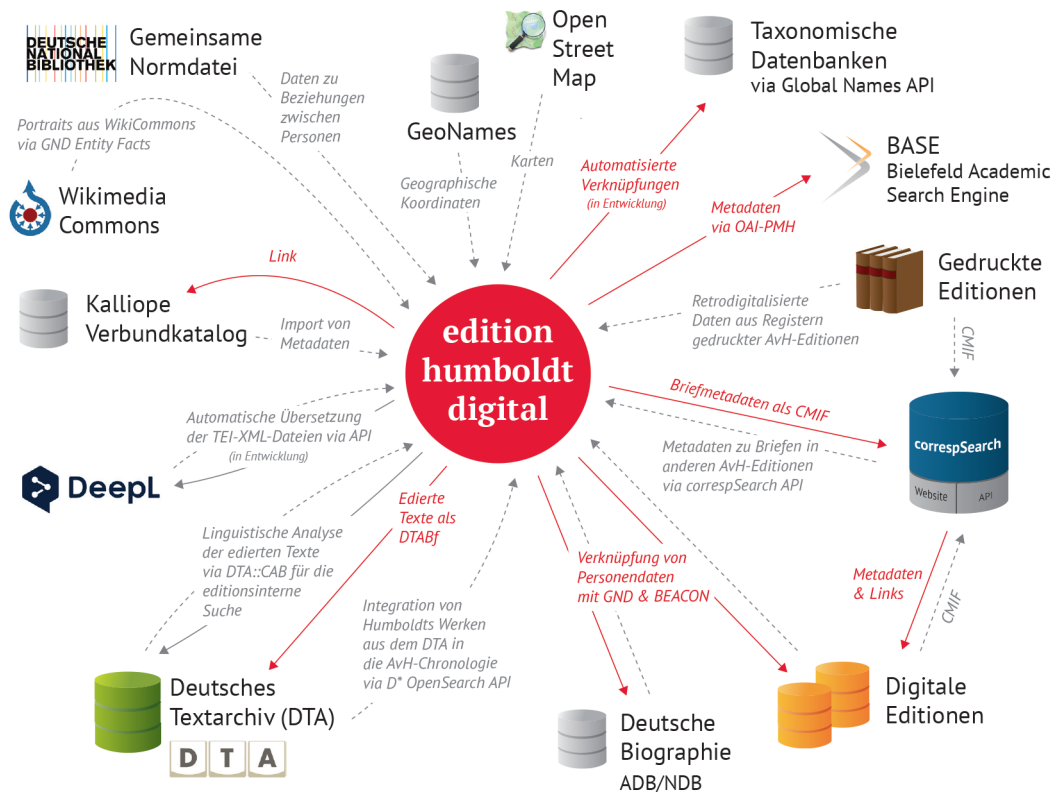 DEUTSCHE
NATIONAL
BIBLIOTHEK
Gemeinsame
Normdatei
Daten zu
Beziehungen
zwischen
Personen
GeoNames
Geographische
Koordinaten
Open
Street
Map
Karten
Taxonomische
Datenbanken
via Global Names API
Automatisierte
Verknüpfungen
(in Entwicklung)
BASE
Bielefeld Academic
Search Engine
Metadaten
via OAI-PMH
Portraits aus WikiCommons
via GND Entity Facts
Wikimedia
Commons
Link
Kalliope
Verbundkatalog
Import von
Metadaten
edition
humboldt
digital
Gedruckte
Editionen
Retrodigitalisierte
Daten aus Registern
gedruckter AvH-Editionen
CMIF
Briefmetadaten als CMIF
correspSearch
Website
API
Metadaten zu Briefen in
anderen AvH-Editionen
via correspSearch API
Automatische Übersetzung
der TEI-XML-Dateien via API
(in Entwicklung)
DeepL
Linguistische Analyse
der edierten Texte
via DTA::CAB für die
editionsinterne
Suche
Edierte
Texte als
DTABf
Integration von
Humboldts Werken
aus dem DTA in
die AvH-Chronologie
via D* OpenSearch API
Verknüpfung von
Personendaten
mit GND & BEACON
Metadaten
& Links
CMIF
Deutsches
Textarchiv (DTA)
D T A
Deutsche
Biographie
ADB/NDB
Digitale
Editionen